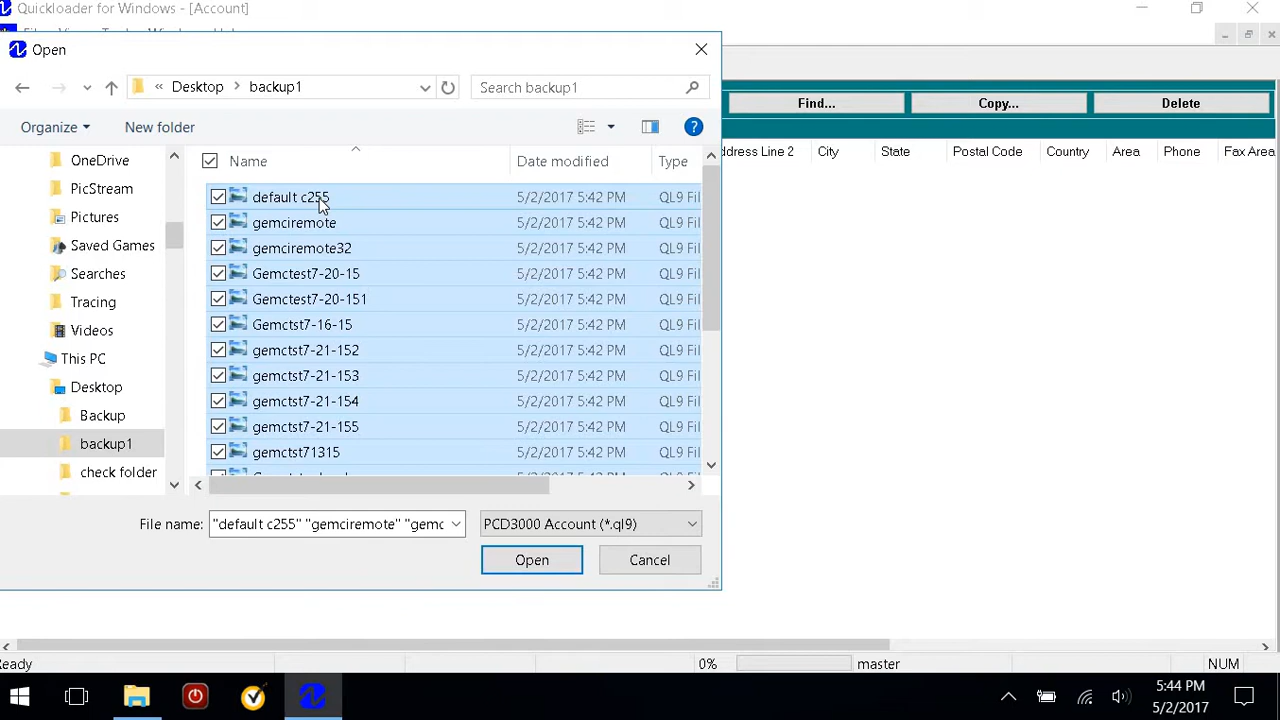 Quickloader for Windows - [Account]
Open
« Desktop > backup1
Search backup1
Organize
New folder
?
Find...
Copy...
Delete
OneDrive
PicStream
Pictures
Saved Games
Searches
Tracing
Videos
This PC
Desktop
Backup
backup1
check folder
Name
Date modified
Type
ddress Line 2
City
State
Postal Code
Country
Area
Phone
Fax Area
default c255 5/2/2017 5:42 PM QL9 Fil
gemciremote 5/2/2017 5:42 PM QL9 Fil
gemciremote32 5/2/2017 5:42 PM QL9 Fil
Gemctest7-20-15 5/2/2017 5:42 PM QL9 Fil
Gemctest7-20-151 5/2/2017 5:42 PM QL9 Fil
Gemctst7-16-15 5/2/2017 5:42 PM QL9 Fil
gemctst7-21-152 5/2/2017 5:42 PM QL9 Fil
gemctst7-21-153 5/2/2017 5:42 PM QL9 Fil
gemctst7-21-154 5/2/2017 5:42 PM QL9 Fil
gemctst7-21-155 5/2/2017 5:42 PM QL9 Fil
gemctst71315 5/2/2017 5:42 PM QL9 Fil
File name: "default c255" "gemciremote" "gemc
PCD3000 Account (*.ql9)
Open
Cancel
eady
0%
master
NUM
5:44 PM
5/2/2017